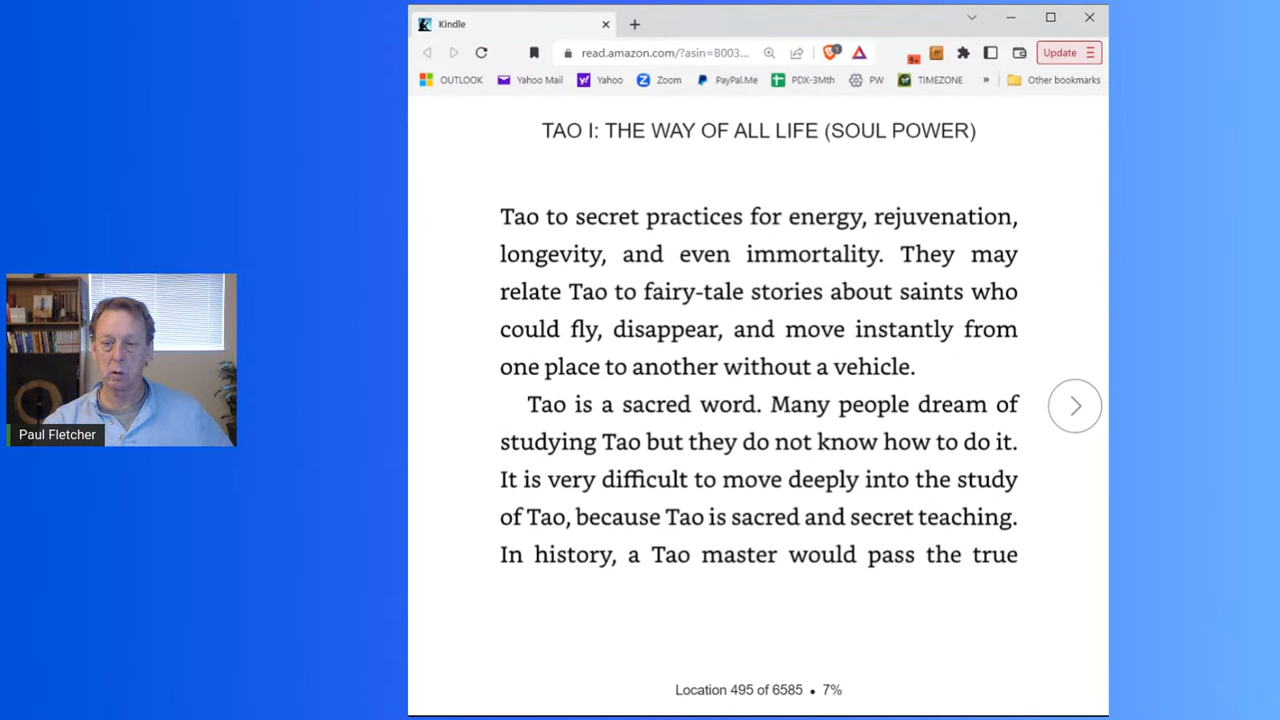 Kindle
read.amazon.com/?asin=B003...
9+
Update
OUTLOOK Yahoo Mail Yahoo Zoom PayPal.Me PDX-3Mth PW TIMEZONE » Other bookmarks
TAO I: THE WAY OF ALL LIFE (SOUL POWER)
Tao to secret practices for energy, rejuvenation,
longevity, and even immortality. They may
relate Tao to fairy-tale stories about saints who
could fly, disappear, and move instantly from
one place to another without a vehicle.
Tao is a sacred word. Many people dream of
studying Tao but they do not know how to do it.
It is very difficult to move deeply into the study
of Tao, because Tao is sacred and secret teaching.
In history, a Tao master would pass the true
Location 495 of 6585 • 7%
Paul Fletcher